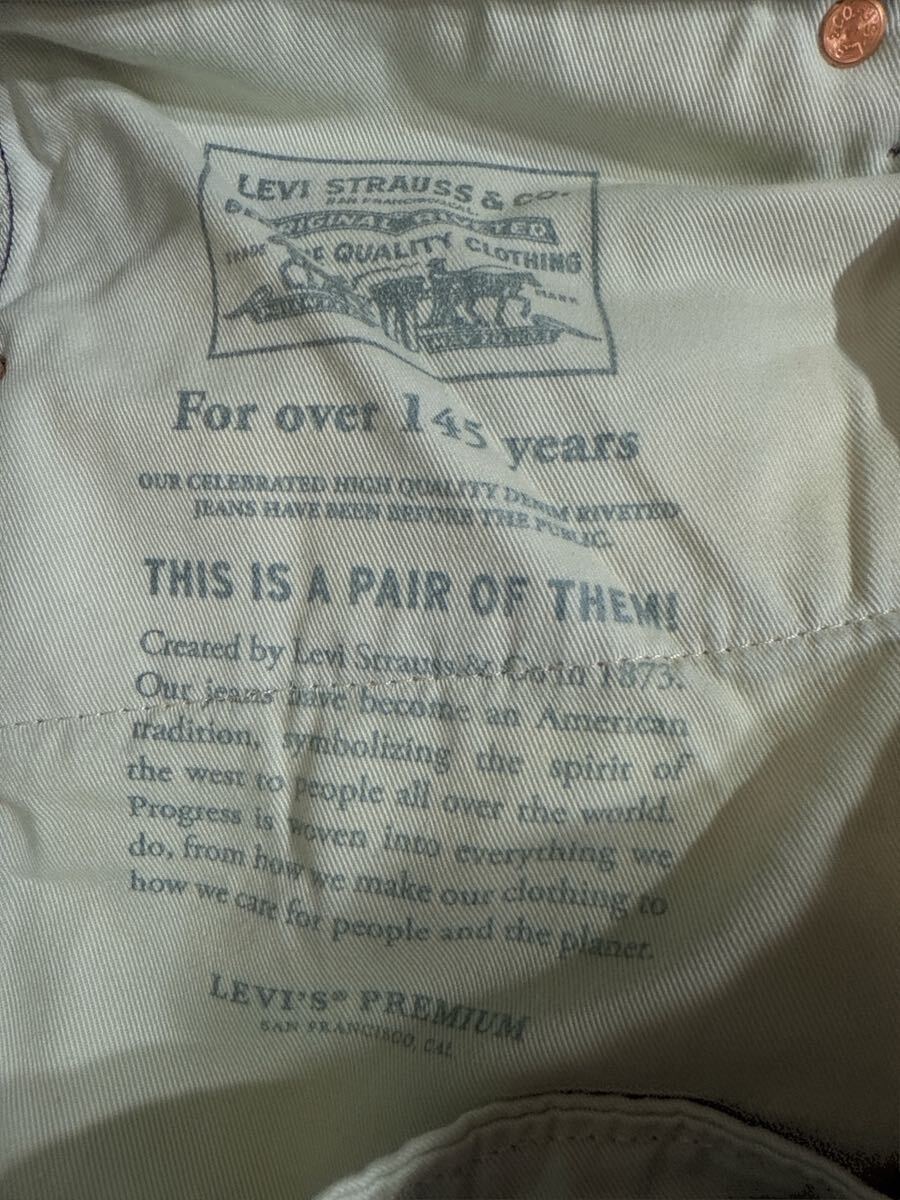 LEVI STRAUSS & CO.
SAN FRANCISCO, CAL.
ORIGINAL RIVETED
QUALITY CLOTHING
TRADE
MARK
For over 145 years
OUR CELEBRATED HIGH QUALITY DENIM RIVETED
JEANS HAVE BEEN BEFORE THE PUBLIC.
THIS IS A PAIR OF THEM!
Created by Levi Strauss & Co in 1873.
Our jeans have become an American
tradition, symbolizing the spirit of
the west to people all over the world.
Progress is woven into everything we
do, from how we make our clothing to
how we care for people and the planet.
LEVI'S® PREMIUM
SAN FRANCISCO, CAL